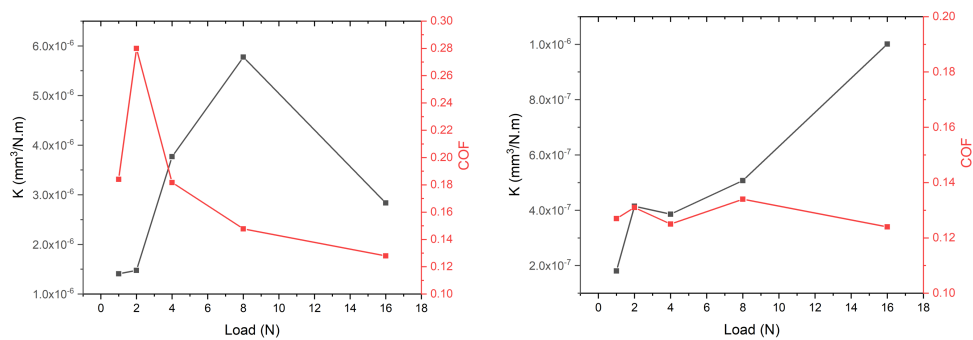 6.0x10⁻⁶
5.0x10⁻⁶
4.0x10⁻⁶
3.0x10⁻⁶
2.0x10⁻⁶
1.0x10⁻⁶
K (mm³/N.m)
0 2 4 6 8 10 12 14 16 18
Load (N)
0.30
0.28
0.26
0.24
0.22
0.20
0.18
0.16
0.14
0.12
0.10
COF
1.0x10⁻⁶
8.0x10⁻⁷
6.0x10⁻⁷
4.0x10⁻⁷
2.0x10⁻⁷
K (mm³/N.m)
0 2 4 6 8 10 12 14 16 18
Load (N)
0.20
0.18
0.16
0.14
0.12
0.10
COF